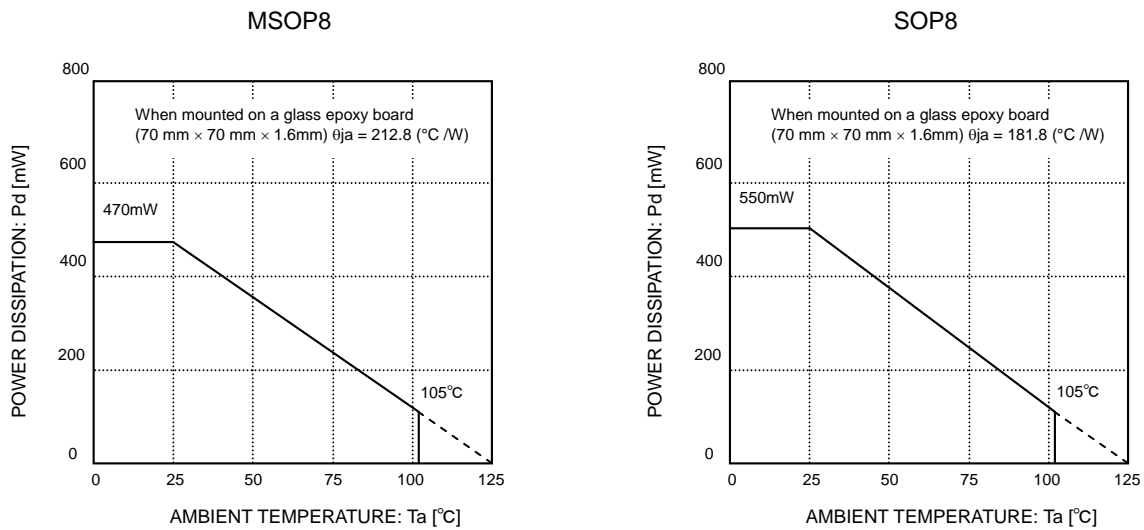 MSOP8
800
When mounted on a glass epoxy board
(70 mm × 70 mm × 1.6mm) θja = 212.8 (°C /W)
600
470mW
400
200
105°C
0
0 25 50 75 100 125
POWER DISSIPATION: Pd [mW]
AMBIENT TEMPERATURE: Ta [°C]
SOP8
800
When mounted on a glass epoxy board
(70 mm × 70 mm × 1.6mm) θja = 181.8 (°C /W)
600
550mW
400
200
105°C
0
0 25 50 75 100 125
POWER DISSIPATION: Pd [mW]
AMBIENT TEMPERATURE: Ta [°C]